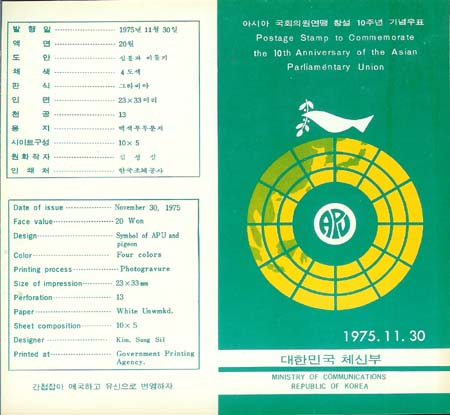 발행일 1975년 11월 30일
액면 20원
도안
채색 4도색
판식 그라비아
인면 23×33미리
천공 13
용지 백색무투문지
시이트구성 10×5
원화작자
인쇄처 한국조폐공사
Date of issue November 30, 1975
Face value 20 Won
Design Symbol of APU and
pigeon
Color Four colors
Printing process Photogravure
Size of impression 23×33mm
Perforation 13
Paper White Unwmkd.
Sheet composition 10×5
Designer Kim, Sung Sil
Printed at Government Printing
Agency.
간첩잡아 애국하고 유신으로 번영하자
아시아 국회의원연맹 창설 10주년 기념우표
Postage Stamp to Commemorate
the 10th Anniversary of the Asian
Parliamentary Union
APU
1975.11.30
대한민국 체신부
MINISTRY OF COMMUNICATIONS
REPUBLIC OF KOREA